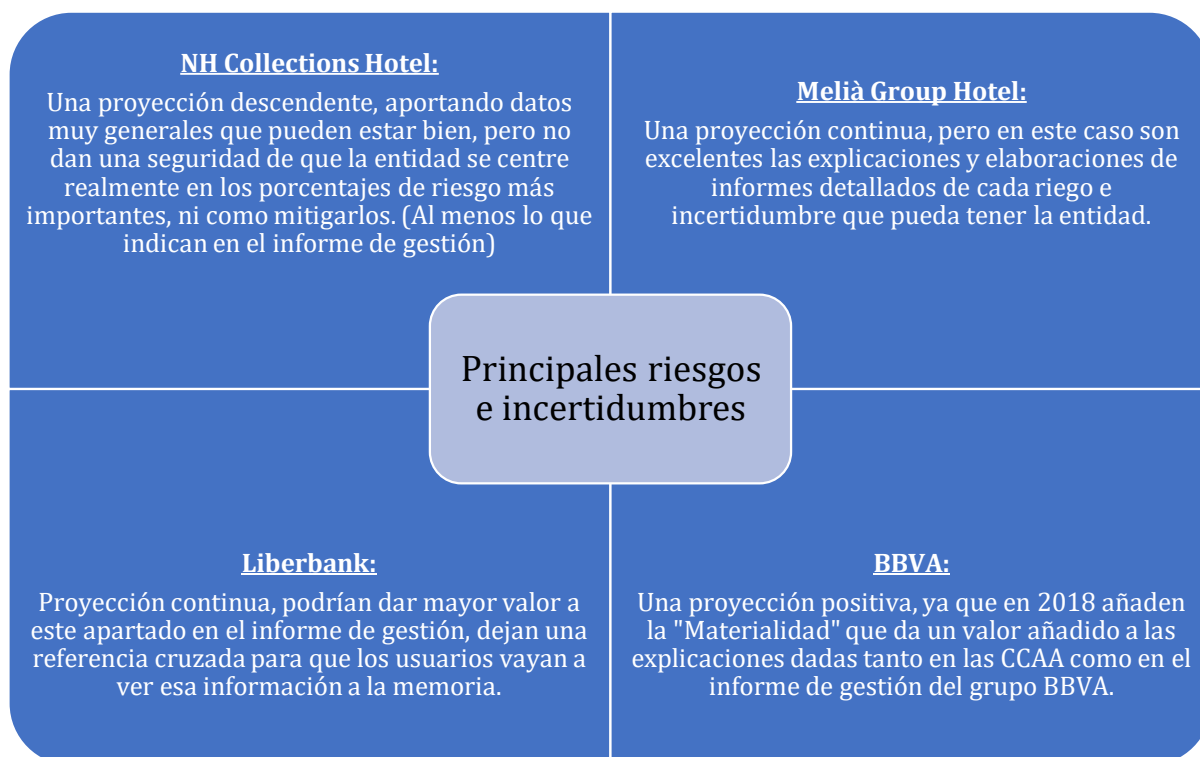 NH Collections Hotel:
Una proyección descendente, aportando datos
muy generales que pueden estar bien, pero no
dan una seguridad de que la entidad se centre
realmente en los porcentajes de riesgo más
importantes, ni como mitigarlos. (Al menos lo que
indican en el informe de gestión)
Melià Group Hotel:
Una proyección continua, pero en este caso son
excelentes las explicaciones y elaboraciones de
informes detallados de cada riego e
incertidumbre que pueda tener la entidad.
Principales riesgos
e incertidumbres
Liberbank:
Proyección continua, podrían dar mayor valor a
este apartado en el informe de gestión, dejan una
referencia cruzada para que los usuarios vayan a
ver esa información a la memoria.
BBVA:
Una proyección positiva, ya que en 2018 añaden
la "Materialidad" que da un valor añadido a las
explicaciones dadas tanto en las CCAA como en el
informe de gestión del grupo BBVA.